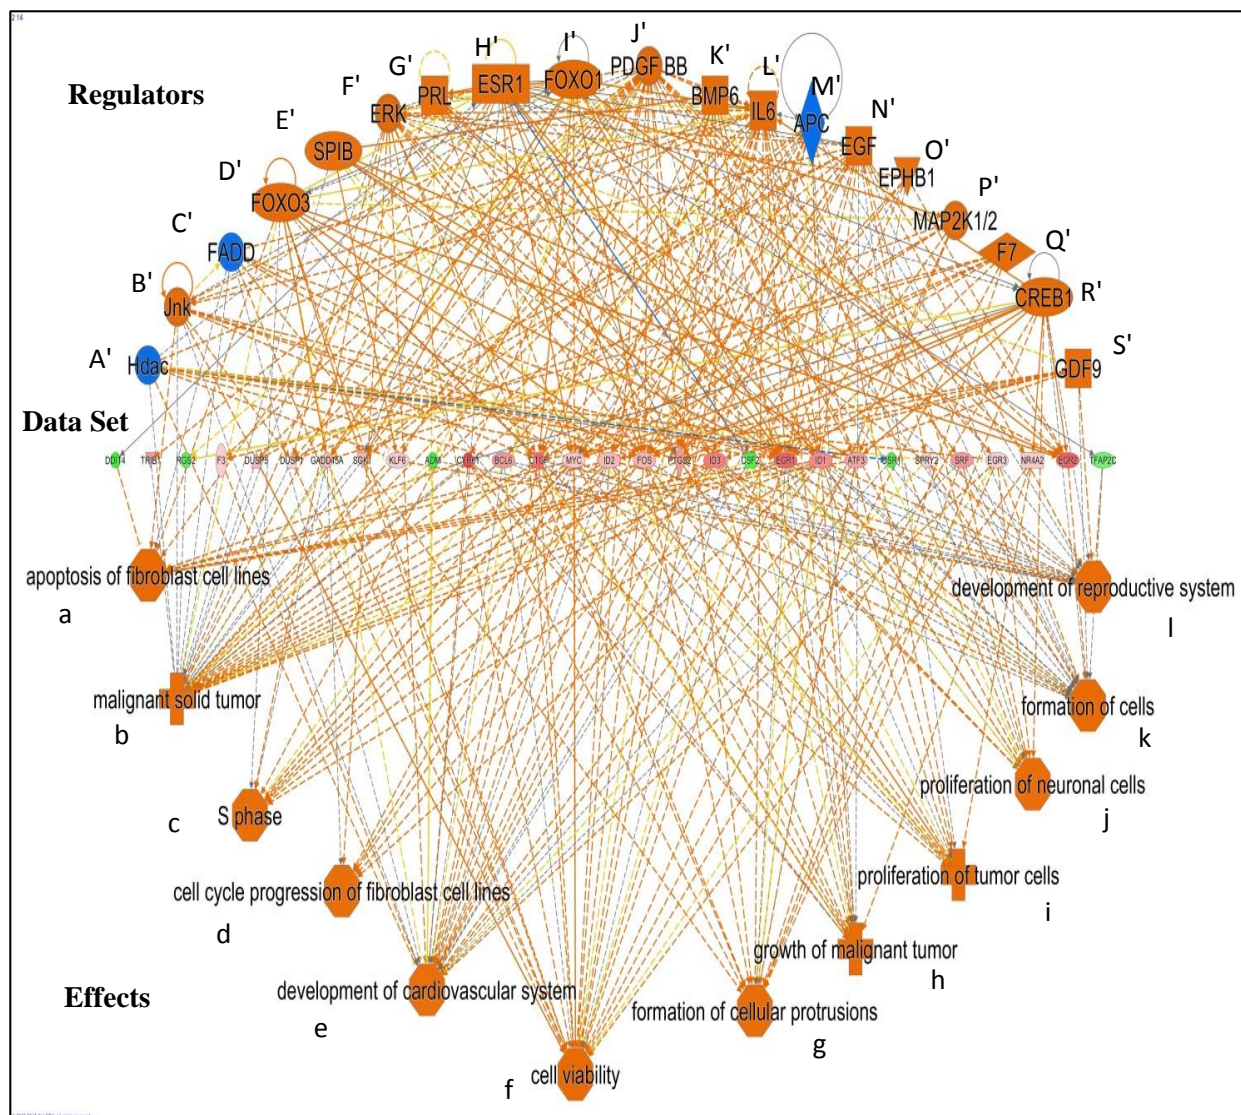 2 14
J'
I'
H'
K'
G'
L'
PDGF BB
FOXO1
ESR1
M'
Regulators
F'
PRL
BMP6
IL6
N'
ERK
APC
E'
EGF
O'
SPIB
EPHB1
D'
P'
FOXO3
MAP2K1/2
C'
Q'
FADD
F7
B'
CREB1
R'
Jnk
A'
Hdac
S'
GDF9
Data Set
DDIT4 TRIB1 RGS2 F3 DUSP5 DUSP1 GADD45A SGK1 KLF6 ADM CYR61 BCL6 CTGF MYC ID2 FOS PTGS2 ID3 CSF2 EGR1 ID1 ATF3 SPRY2 SRF EGR3 NR4A2 EGR2 TFAP2C
apoptosis of fibroblast cell lines
development of reproductive system
a
l
malignant solid tumor
formation of cells
b
k
proliferation of neuronal cells
c
S phase
j
proliferation of tumor cells
cell cycle progression of fibroblast cell lines
i
d
growth of malignant tumor
Effects
development of cardiovascular system
h
formation of cellular protrusions
e
g
cell viability
f